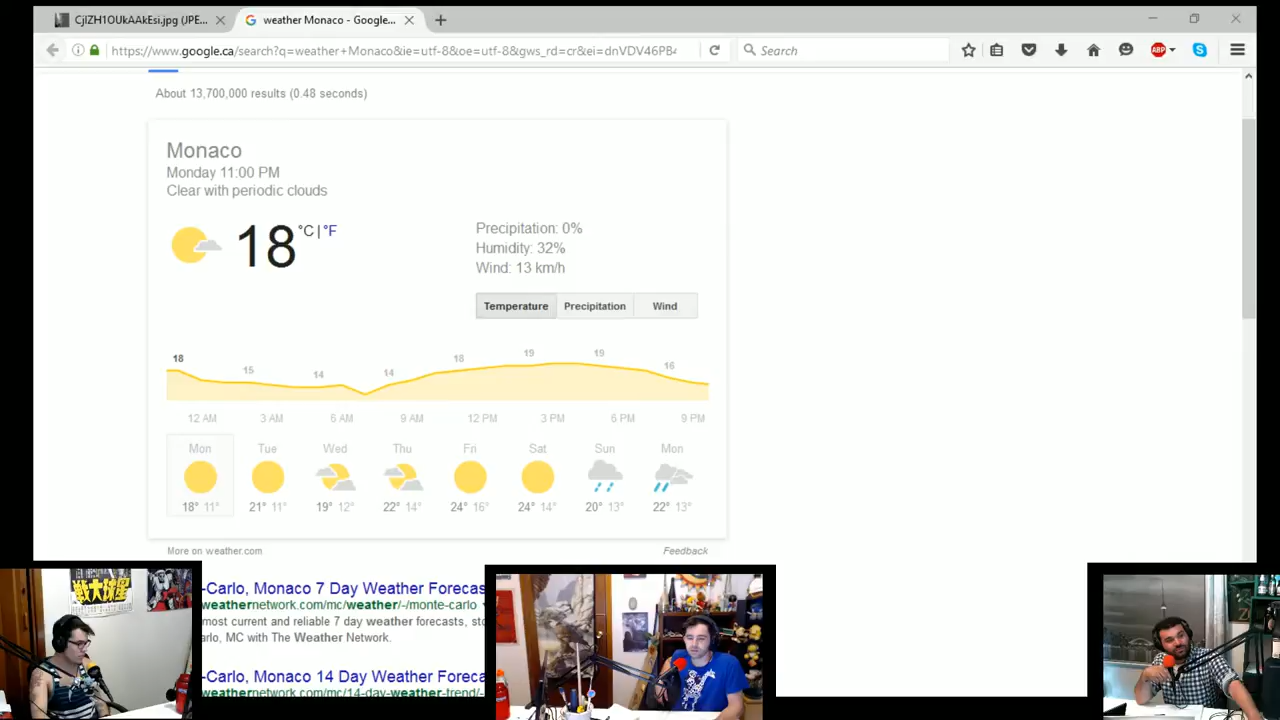 CjIZH1OUkAAkEsi.jpg (JPE...
weather Monaco - Google...
https://www.google.ca/search?q=weather+Monaco&ie=utf-8&oe=utf-8&gws_rd=cr&ei=dnVDV46PB4
Search
ABP
About 13,700,000 results (0.48 seconds)
Monaco
Monday 11:00 PM
Clear with periodic clouds
18 °C | °F
Precipitation: 0%
Humidity: 32%
Wind: 13 km/h
Temperature Precipitation Wind
18 15 14 14 18 19 19 16
12 AM 3 AM 6 AM 9 AM 12 PM 3 PM 6 PM 9 PM
Mon Tue Wed Thu Fri Sat Sun Mon
18° 11° 21° 11° 19° 12° 22° 14° 24° 16° 24° 14° 20° 13° 22° 13°
More on weather.com
Feedback
-Carlo, Monaco 7 Day Weather Forecas
weathernetwork.com/mc/weather/-/monte-carlo
most current and reliable 7 day weather forecasts, sto
arlo, MC with The Weather Network.
-Carlo, Monaco 14 Day Weather Foreca
weathernetwork.com/mc/14-day-weather-trend/-